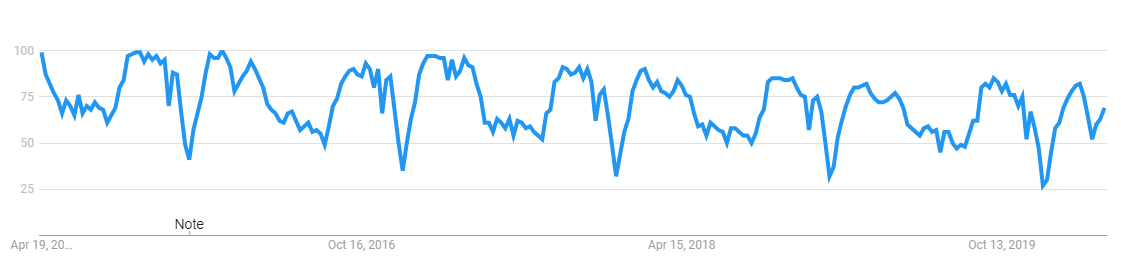 100
75
50
25
Note
Apr 19, 20...
Oct 16, 2016
Apr 15, 2018
Oct 13, 2019